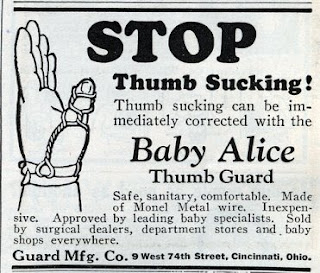 STOP
Thumb Sucking!
Thumb sucking can be im-
mediately corrected with the
Baby Alice
Thumb Guard
Safe, sanitary, comfortable. Made
of Monel Metal wire. Inexpen-
sive. Approved by leading baby specialists. Sold
by surgical dealers, department stores and baby
shops everywhere.
Guard Mfg. Co. 9 West 74th Street, Cincinnati, Ohio.